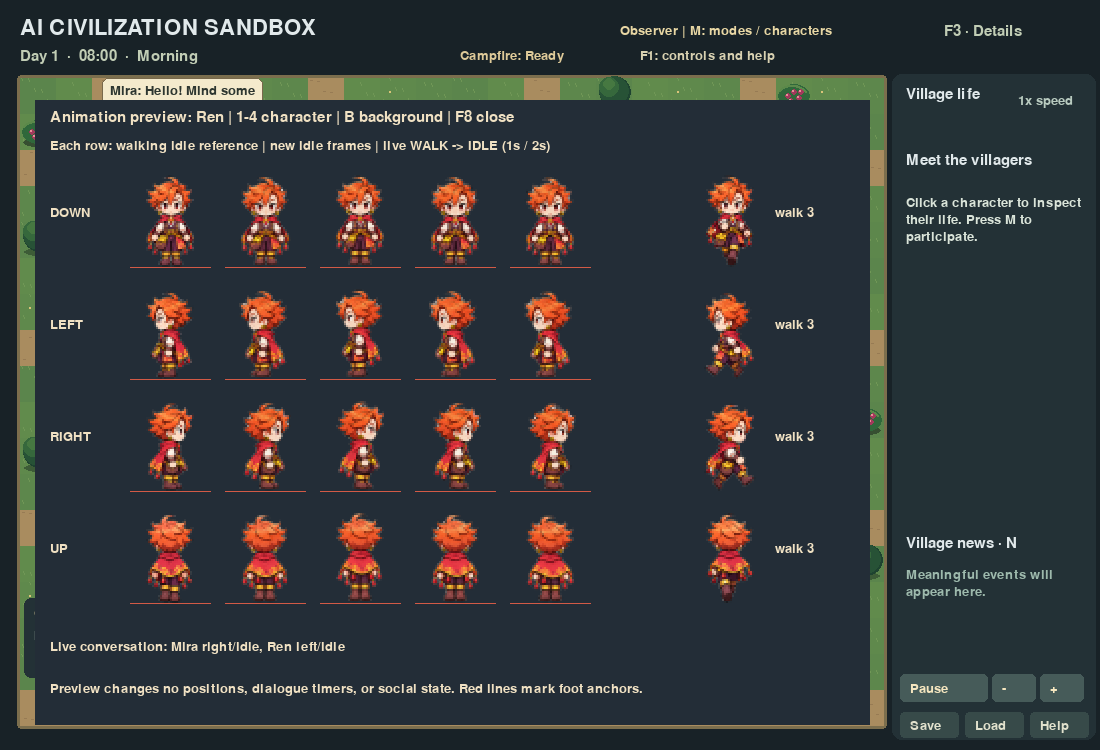 AI CIVILIZATION SANDBOX
Observer | M: modes / characters
F3 · Details
Day 1 · 08:00 · Morning
Campfire: Ready
F1: controls and help
Mira: Hello! Mind some
Village life
1x speed
Animation preview: Ren | 1-4 character | B background | F8 close
Each row: walking idle reference | new idle frames | live WALK -> IDLE (1s / 2s)
Meet the villagers
Click a character to inspect
their life. Press M to
participate.
DOWN
walk 3
LEFT
walk 3
RIGHT
walk 3
UP
walk 3
Village news · N
Meaningful events will
appear here.
Live conversation: Mira right/idle, Ren left/idle
Preview changes no positions, dialogue timers, or social state. Red lines mark foot anchors.
Pause
-
+
Save
Load
Help